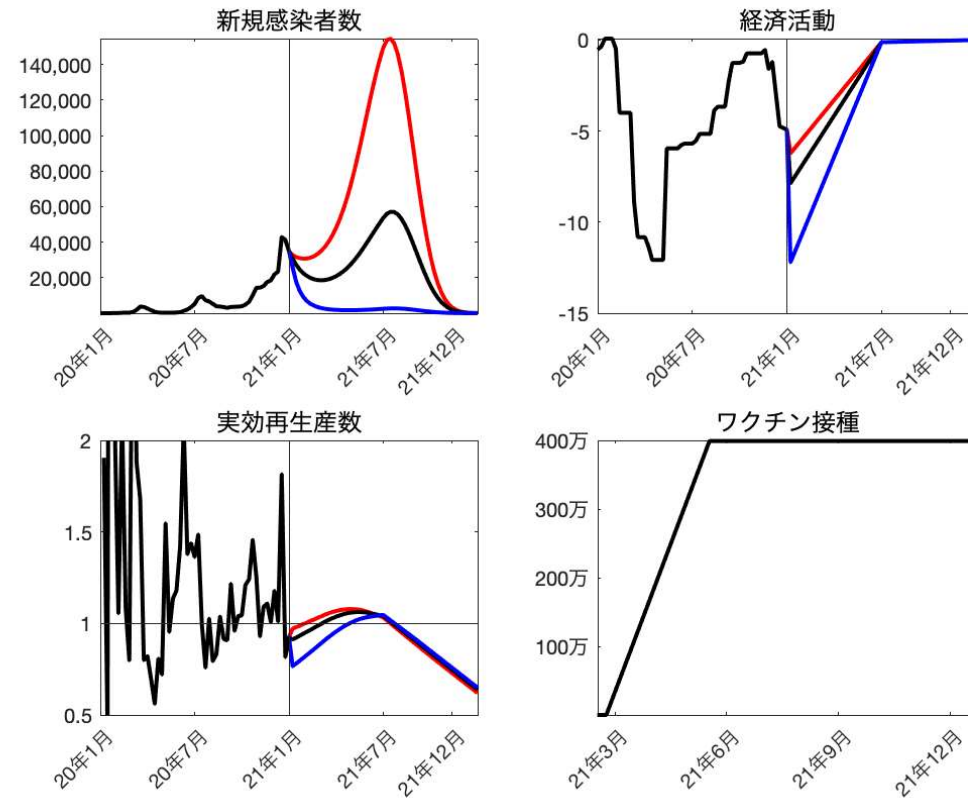 新規感染者数
140,000
120,000
100,000
80,000
60,000
40,000
20,000
20年1月
20年7月
21年1月
21年7月
21年12月
経済活動
0
-5
-10
-15
20年1月
20年7月
21年1月
21年7月
21年12月
実効再生産数
2
1.5
1
0.5
20年1月
20年7月
21年1月
21年7月
21年12月
ワクチン接種
400万
300万
200万
100万
21年3月
21年6月
21年9月
21年12月